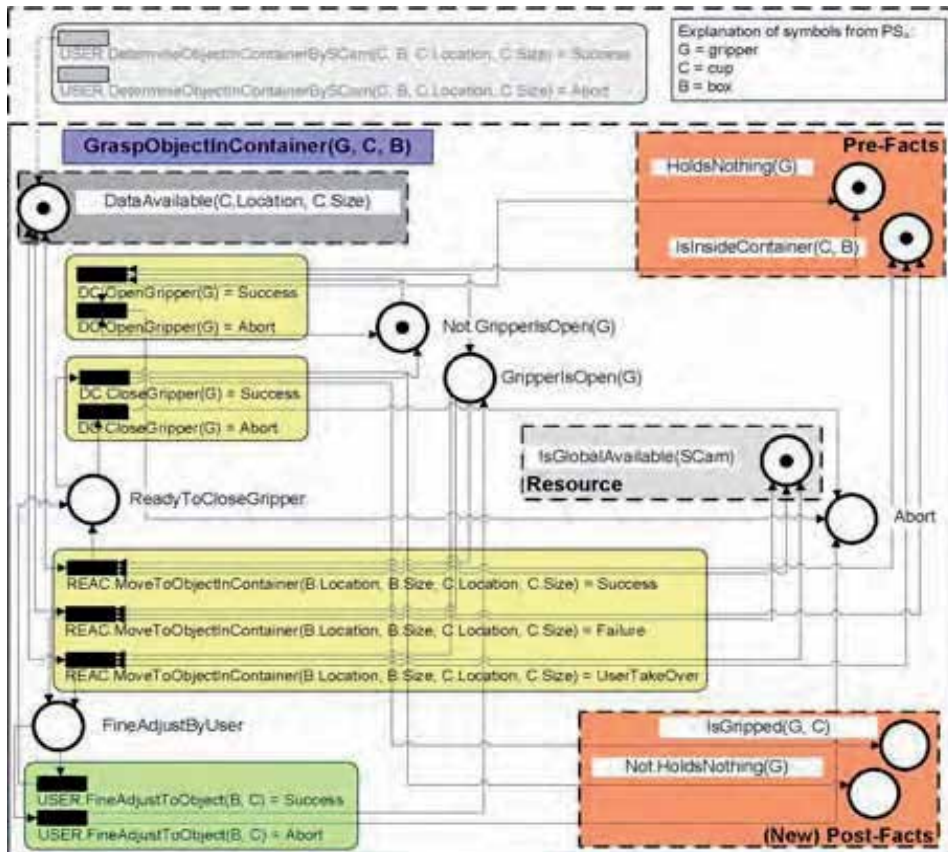 USER.DetermineObjectInContainerBySCam(C, B, C.Location, C.Size) = Success
USER.DetermineObjectInContainerBySCam(C, B, C.Location, C.Size) = Abort
Explanation of symbols from
G = gripper
C = cup
B = box
GraspObjectInContainer(G, C, B)
Pre-Facts
HoldsNothing(G)
DataAvailable(C.Location, C.Size)
IsInsideContainer(C, B)
DC.OpenGripper(G) = Success
DC.OpenGripper(G) = Abort
Not.GripperIsOpen(G)
GripperIsOpen(G)
DC.CloseGripper(G) = Success
DC.CloseGripper(G) = Abort
IsGlobalAvailable(SCam)
Resource
ReadyToCloseGripper
Abort
REAC.MoveToObjectInContainer(B.Location, B.Size, C.Location, C.Size) = Success
REAC.MoveToObjectInContainer(B.Location, B.Size, C.Location, C.Size) = Failure
REAC.MoveToObjectInContainer(B.Location, B.Size, C.Location, C.Size) = UserTakeOver
FineAdjustByUser
IsGripped(G, C)
Not.HoldsNothing(G)
USER.FineAdjustToObject(B, C) = Success
USER.FineAdjustToObject(B, C) = Abort
(New) Post-Facts